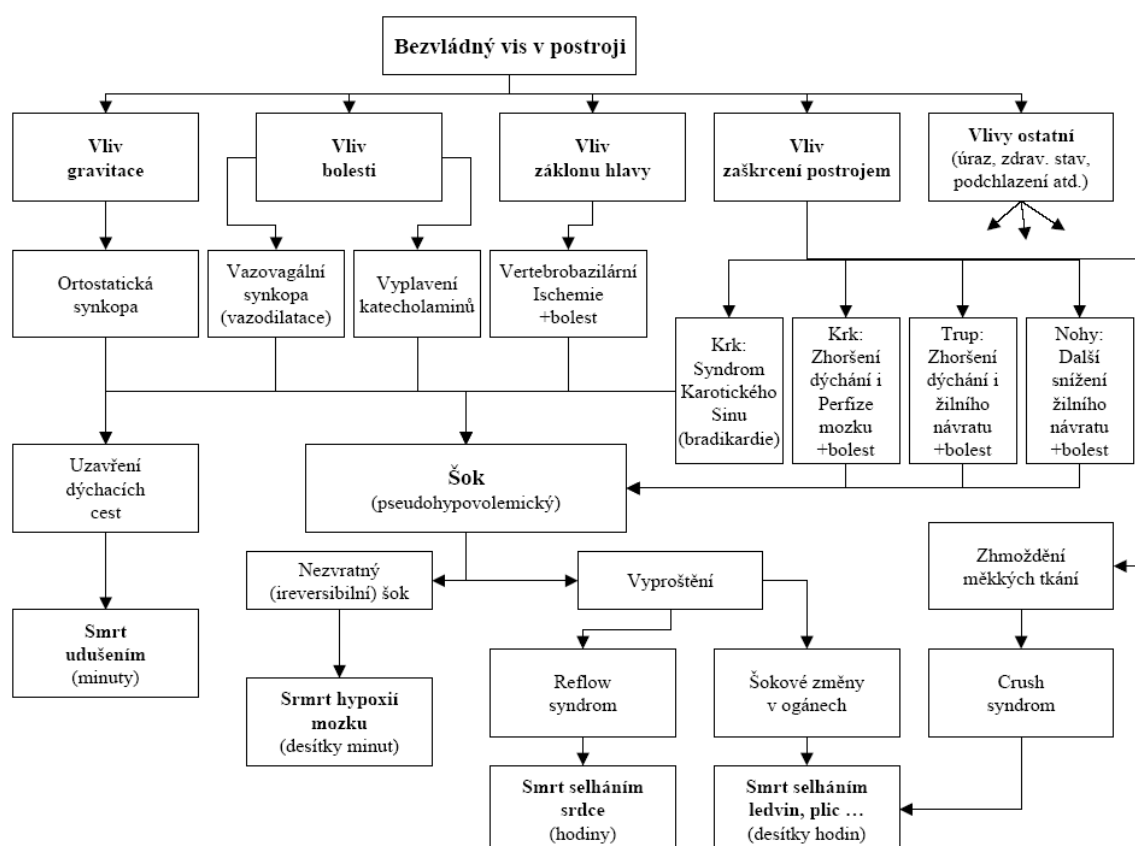 Bezvládný vis v postroji
Vliv
gravitace
Vliv
bolesti
Vliv
záklonu hlavy
Vliv
zaškrcení postrojem
Vlivy ostatní
(úraz, zdrav. stav,
podchlazení atd.)
Ortostatická
synkopa
Vazovagální
synkopa
(vazodilatace)
Vyplavení
katecholaminů
Vertebrobazilární
Ischemie
+bolest
Krk:
Syndrom
Karotického
Sinu
(bradikardie)
Krk:
Zhoršení
dýchání i
Perfíze
mozku
+bolest
Trup:
Zhoršení
dýchání i
žilního
návratu
+bolest
Nohy:
Další
snížení
žilního
návratu
+bolest
Uzavření
dýchacích
cest
Šok
(pseudohypovolemický)
Nezvratný
(ireversibilní) šok
Vyproštění
Zhmoždění
měkkých tkání
Smrt
udušením
(minuty)
Srmrt hypoxií
mozku
(desítky minut)
Reflow
syndrom
Šokové změny
v ogánech
Crush
syndrom
Smrt selháním
srdce
(hodiny)
Smrt selháním
ledvin, plic …
(desítky hodin)